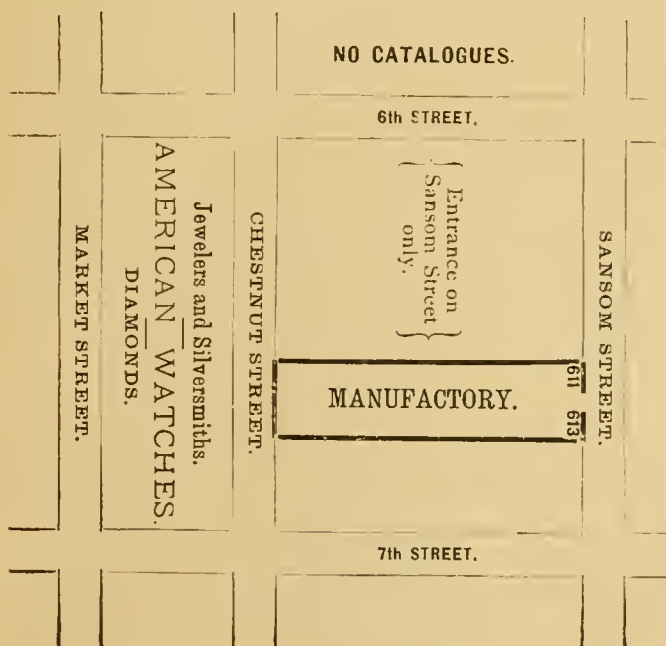 NO CATALOGUES.
6th STREET.
Entrance on
Sansom Street
only.
Jewelers and Silversmiths.
AMERICAN WATCHES.
DIAMONDS.
MARKET STREET.
CHESTNUT STREET.
SANSOM STREET.
611
MANUFACTORY.
613
7th STREET.